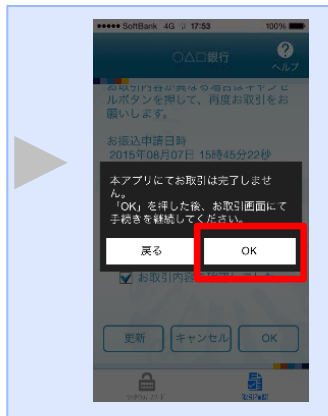 ●●●●● SoftBank 4G 17:53 100%
○△□銀行
?
ヘルプ
お取引内容が異なる場合はキャンセ
ルボタンを押して、再度お取引をお
願いします。
お振込申請日時
2015年08月07日 15時45分22秒
本アプリにてお取引は完了しませ
ん。
「OK」を押した後、お取引画面にて
手続きを継続してください。
戻る
OK
お取引内容
更新
キャンセル
OK